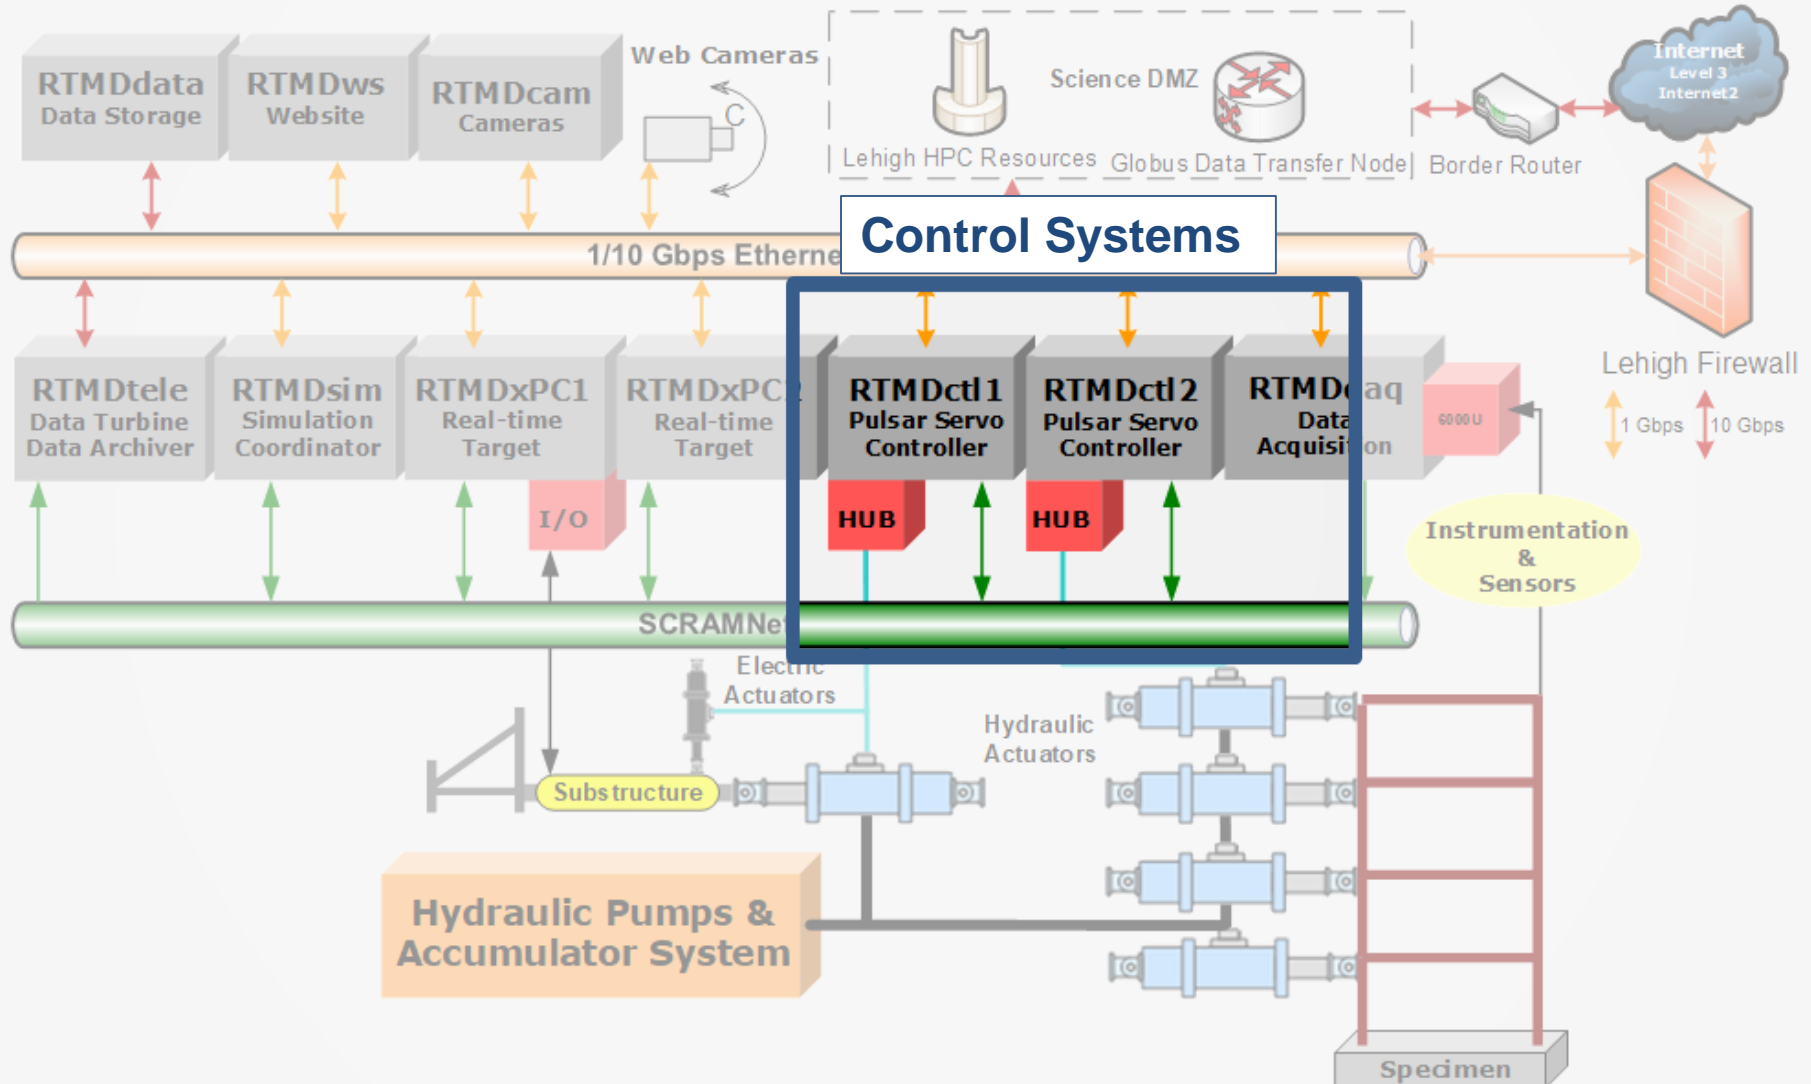 RTMDdata
Data Storage
RTMDws
Website
RTMDcam
Cameras
Web Cameras
C
Science DMZ
Lehigh HPC Resources
Globus Data Transfer Node
Border Router
Internet
Level 3
Internet2
Control Systems
1/10 Gbps Etherne
Lehigh Firewall
1 Gbps
10 Gbps
RTMDtele
Data Turbine
Data Archiver
RTMDsim
Simulation
Coordinator
RTMDxPC1
Real-time
Target
RTMDxPC2
Real-time
Target
RTMDctl1
Pulsar Servo
Controller
RTMDctl2
Pulsar Servo
Controller
RTMDdaq
Data
Acquisition
6000U
I/O
HUB
HUB
Instrumentation
&
Sensors
SCRAMNe
Electric
Actuators
Hydraulic
Actuators
Substructure
Hydraulic Pumps &
Accumulator System
Specimen